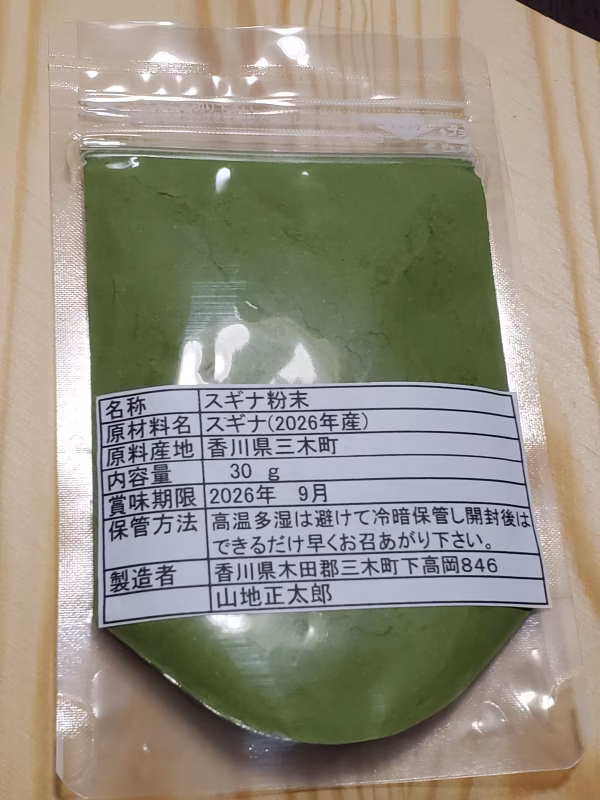 名称 スギナ粉末
原材料名 スギナ(2026年産)
原料産地 香川県三木町
内容量 30 g
賞味期限 2026年 9月
保管方法 高温多湿は避けて冷暗保管し開封後は
できるだけ早くお召あがり下さい。
製造者 香川県木田郡三木町下高岡846
山地正太郎